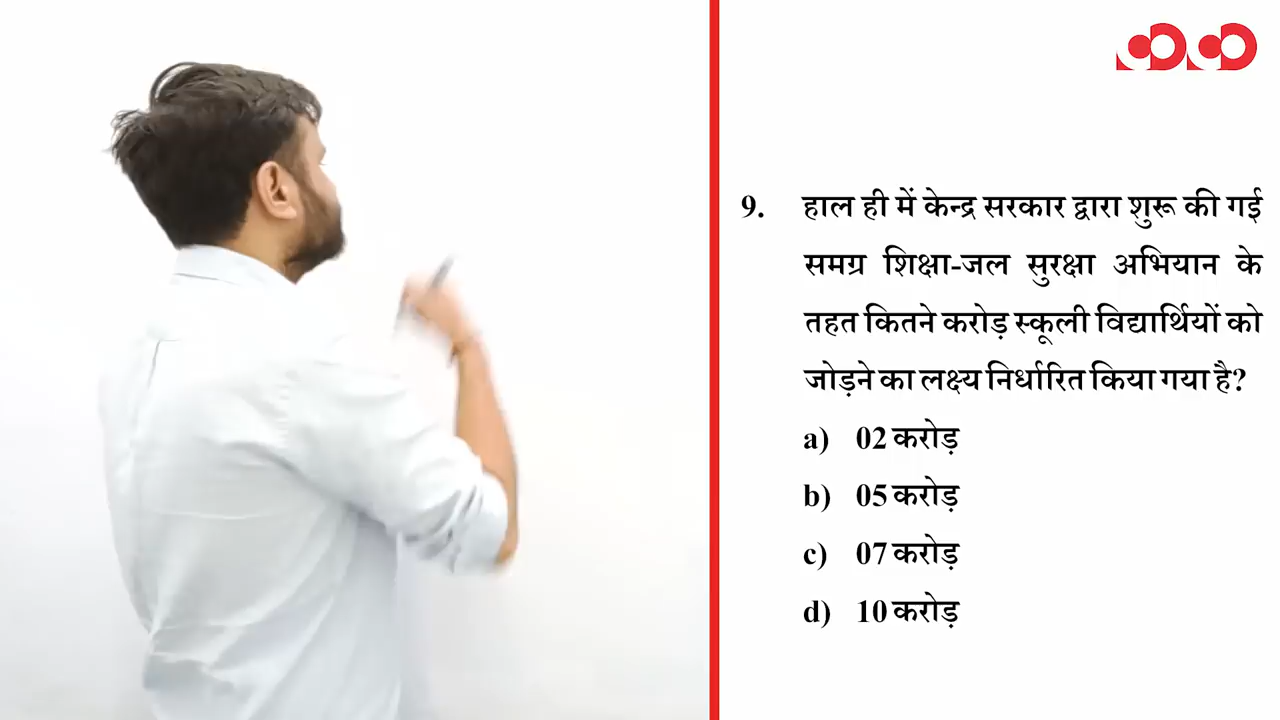 9. हाल ही में केन्द्र सरकार द्वारा शुरू की गई
समग्र शिक्षा-जल सुरक्षा अभियान के
तहत कितने करोड़ स्कूली विद्यार्थियों को
जोड़ने का लक्ष्य निर्धारित किया गया है?
a) 02 करोड़
b) 05 करोड़
c) 07 करोड़
d) 10 करोड़